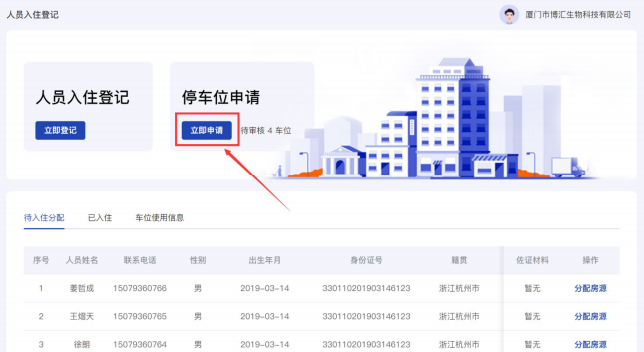 人员入住登记
厦门市博汇生物科技有限公司
人员入住登记
停车位申请
立即登记
立即申请 待审核 4 车位
待入住分配 已入住 车位使用信息
序号 人员姓名 联系电话 性别 出生年月 身份证号 籍贯 佐证材料 操作
1 姜哲成 15079360766 男 2019-03-14 330110201903146123 浙江杭州市 暂无 分配房源
2 王熠天 15079360765 男 2019-03-14 330110201903146123 浙江杭州市 暂无 分配房源
3 徐朗 15079360764 男 2019-03-14 330110201903146123 浙江杭州市 暂无 分配房源